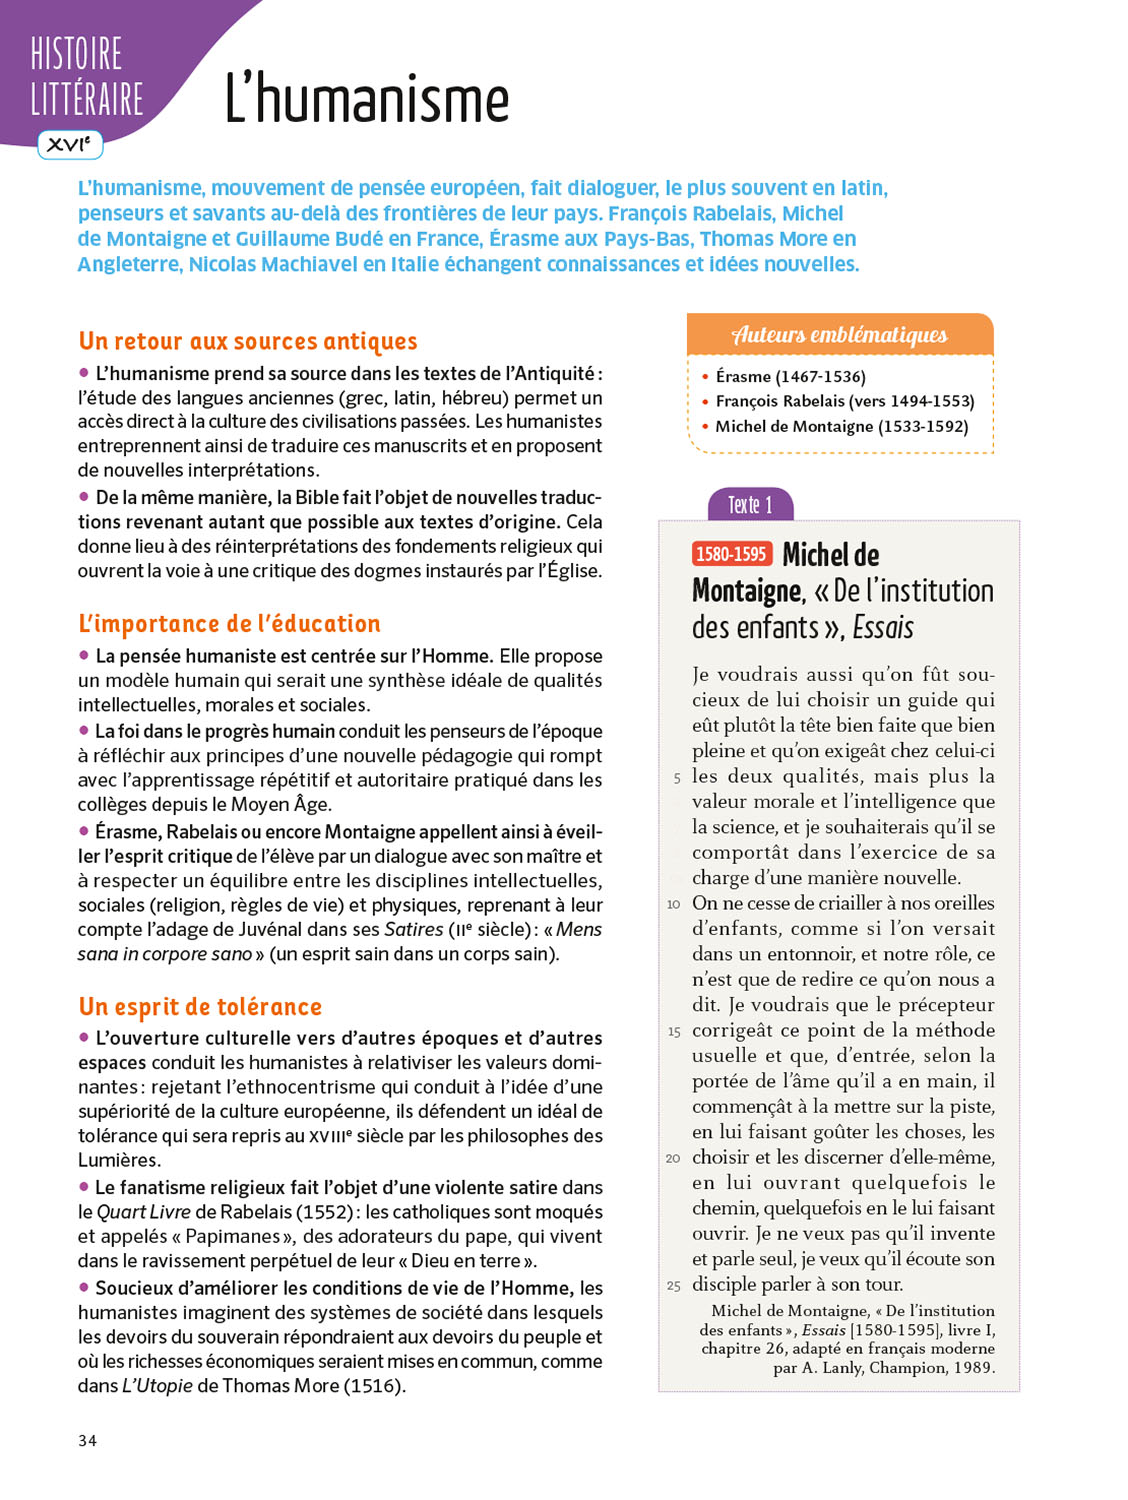 HISTOIRE
LITTÉRAIRE
XVIe
L’humanisme
L’humanisme, mouvement de pensée européen, fait dialoguer, le plus souvent en latin,
penseurs et savants au-delà des frontières de leur pays. François Rabelais, Michel
de Montaigne et Guillaume Budé en France, Érasme aux Pays-Bas, Thomas More en
Angleterre, Nicolas Machiavel en Italie échangent connaissances et idées nouvelles.
Un retour aux sources antiques
• L’humanisme prend sa source dans les textes de l’Antiquité :
l’étude des langues anciennes (grec, latin, hébreu) permet un
accès direct à la culture des civilisations passées. Les humanistes
entreprennent ainsi de traduire ces manuscrits et en proposent
de nouvelles interprétations.
• De la même manière, la Bible fait l’objet de nouvelles traduc-
tions revenant autant que possible aux textes d’origine. Cela
donne lieu à des réinterprétations des fondements religieux qui
ouvrent la voie à une critique des dogmes instaurés par l’Église.
L’importance de l’éducation
• La pensée humaniste est centrée sur l’Homme. Elle propose
un modèle humain qui serait une synthèse idéale de qualités
intellectuelles, morales et sociales.
• La foi dans le progrès humain conduit les penseurs de l’époque
à réfléchir aux principes d’une nouvelle pédagogie qui rompt
avec l’apprentissage répétitif et autoritaire pratiqué dans les
collèges depuis le Moyen Âge.
• Érasme, Rabelais ou encore Montaigne appellent ainsi à éveil-
ler l’esprit critique de l’élève par un dialogue avec son maître et
à respecter un équilibre entre les disciplines intellectuelles,
sociales (religion, règles de vie) et physiques, reprenant à leur
compte l’adage de Juvénal dans ses Satires (IIe siècle) : « Mens
sana in corpore sano » (un esprit sain dans un corps sain).
Un esprit de tolérance
• L’ouverture culturelle vers d’autres époques et d’autres
espaces conduit les humanistes à relativiser les valeurs domi-
nantes : rejetant l’ethnocentrisme qui conduit à l’idée d’une
supériorité de la culture européenne, ils défendent un idéal de
tolérance qui sera repris au XVIIIe siècle par les philosophes des
Lumières.
• Le fanatisme religieux fait l’objet d’une violente satire dans
le Quart Livre de Rabelais (1552) : les catholiques sont moqués
et appelés « Papimanes », des adorateurs du pape, qui vivent
dans le ravissement perpétuel de leur « Dieu en terre ».
• Soucieux d’améliorer les conditions de vie de l’Homme, les
humanistes imaginent des systèmes de société dans lesquels
les devoirs du souverain répondraient aux devoirs du peuple et
où les richesses économiques seraient mises en commun, comme
dans L’Utopie de Thomas More (1516).
Auteurs emblématiques
• Érasme (1467-1536)
• François Rabelais (vers 1494-1553)
• Michel de Montaigne (1533-1592)
Texte 1
1580-1595 Michel de
Montaigne, « De l’institution
des enfants », Essais
Je voudrais aussi qu’on fût sou-
cieux de lui choisir un guide qui
eût plutôt la tête bien faite que bien
pleine et qu’on exigeât chez celui-ci
5 les deux qualités, mais plus la
valeur morale et l’intelligence que
la science, et je souhaiterais qu’il se
comportât dans l’exercice de sa
charge d’une manière nouvelle.
10 On ne cesse de criailler à nos oreilles
d’enfants, comme si l’on versait
dans un entonnoir, et notre rôle, ce
n’est que de redire ce qu’on nous a
dit. Je voudrais que le précepteur
15 corrigeât ce point de la méthode
usuelle et que, d’entrée, selon la
portée de l’âme qu’il a en main, il
commençât à la mettre sur la piste,
en lui faisant goûter les choses, les
20 choisir et les discerner d’elle-même,
en lui ouvrant quelquefois le
chemin, quelquefois en le lui faisant
ouvrir. Je ne veux pas qu’il invente
et parle seul, je veux qu’il écoute son
25 disciple parler à son tour.
Michel de Montaigne, « De l’institution
des enfants », Essais [1580-1595], livre I,
chapitre 26, adapté en français moderne
par A. Lanly, Champion, 1989.
34